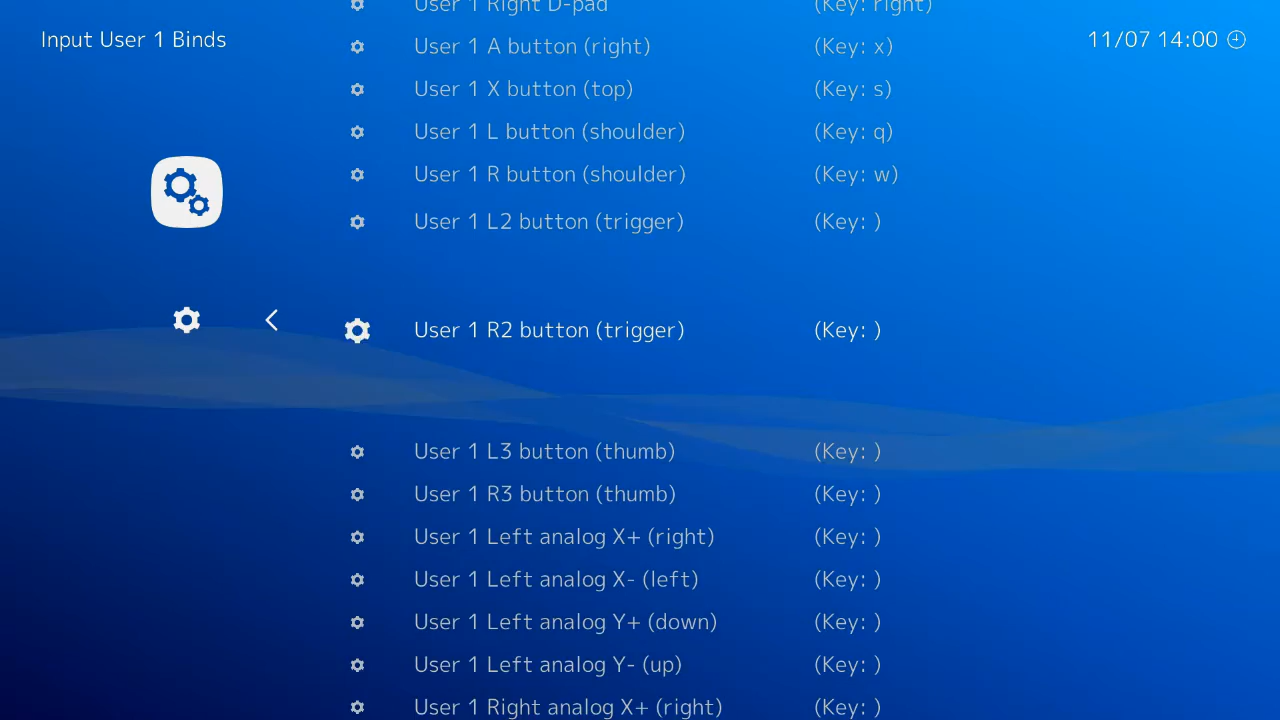 User 1 Right D-pad (Key: right)
Input User 1 Binds 11/07 14:00
User 1 A button (right) (Key: x)
User 1 X button (top) (Key: s)
User 1 L button (shoulder) (Key: q)
User 1 R button (shoulder) (Key: w)
User 1 L2 button (trigger) (Key: )
User 1 R2 button (trigger) (Key: )
User 1 L3 button (thumb) (Key: )
User 1 R3 button (thumb) (Key: )
User 1 Left analog X+ (right) (Key: )
User 1 Left analog X- (left) (Key: )
User 1 Left analog Y+ (down) (Key: )
User 1 Left analog Y- (up) (Key: )
User 1 Right analog X+ (right) (Key: )